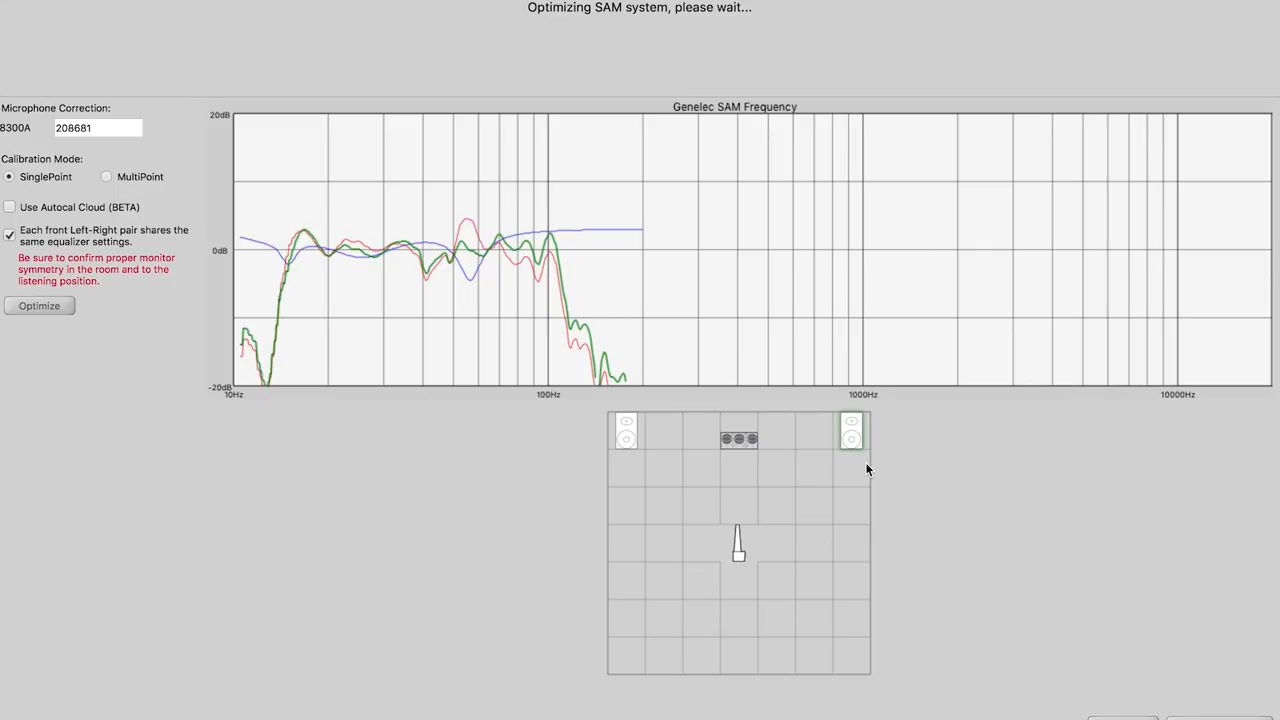 Optimizing SAM system, please wait...
Microphone Correction:
8300A
208681
Calibration Mode:
SinglePoint
MultiPoint
Use Autocal Cloud (BETA)
Each front Left-Right pair shares the
same equalizer settings.
Be sure to confirm proper monitor
symmetry in the room and to the
listening position.
Optimize
Genelec SAM Frequency
20dB
0dB
-20dB
10Hz
100Hz
1000Hz
10000Hz